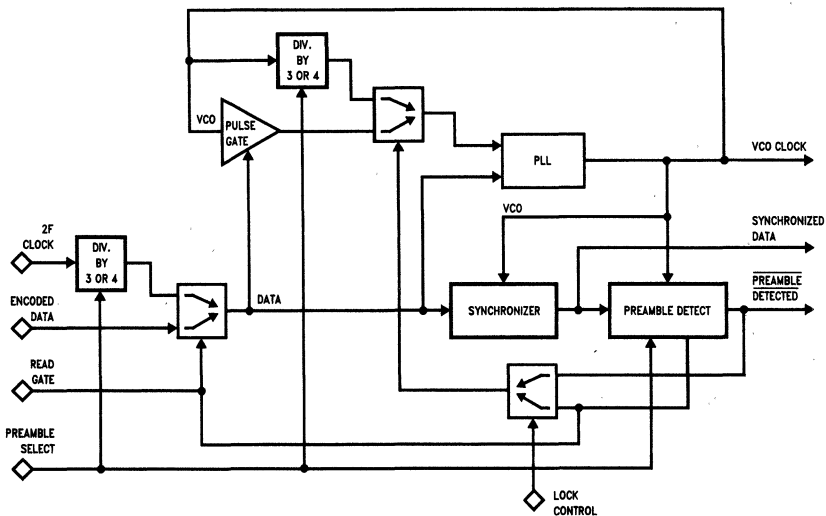 DIV.
BY
3 OR 4
VCO
PULSE
GATE
PLL
VCO CLOCK
VCO
2F
CLOCK
DIV.
BY
3 OR 4
SYNCHRONIZED
DATA
ENCODED
DATA
DATA
SYNCHRONIZER
PREAMBLE DETECT
PREAMBLE
DETECTED
READ
GATE
PREAMBLE
SELECT
LOCK
CONTROL